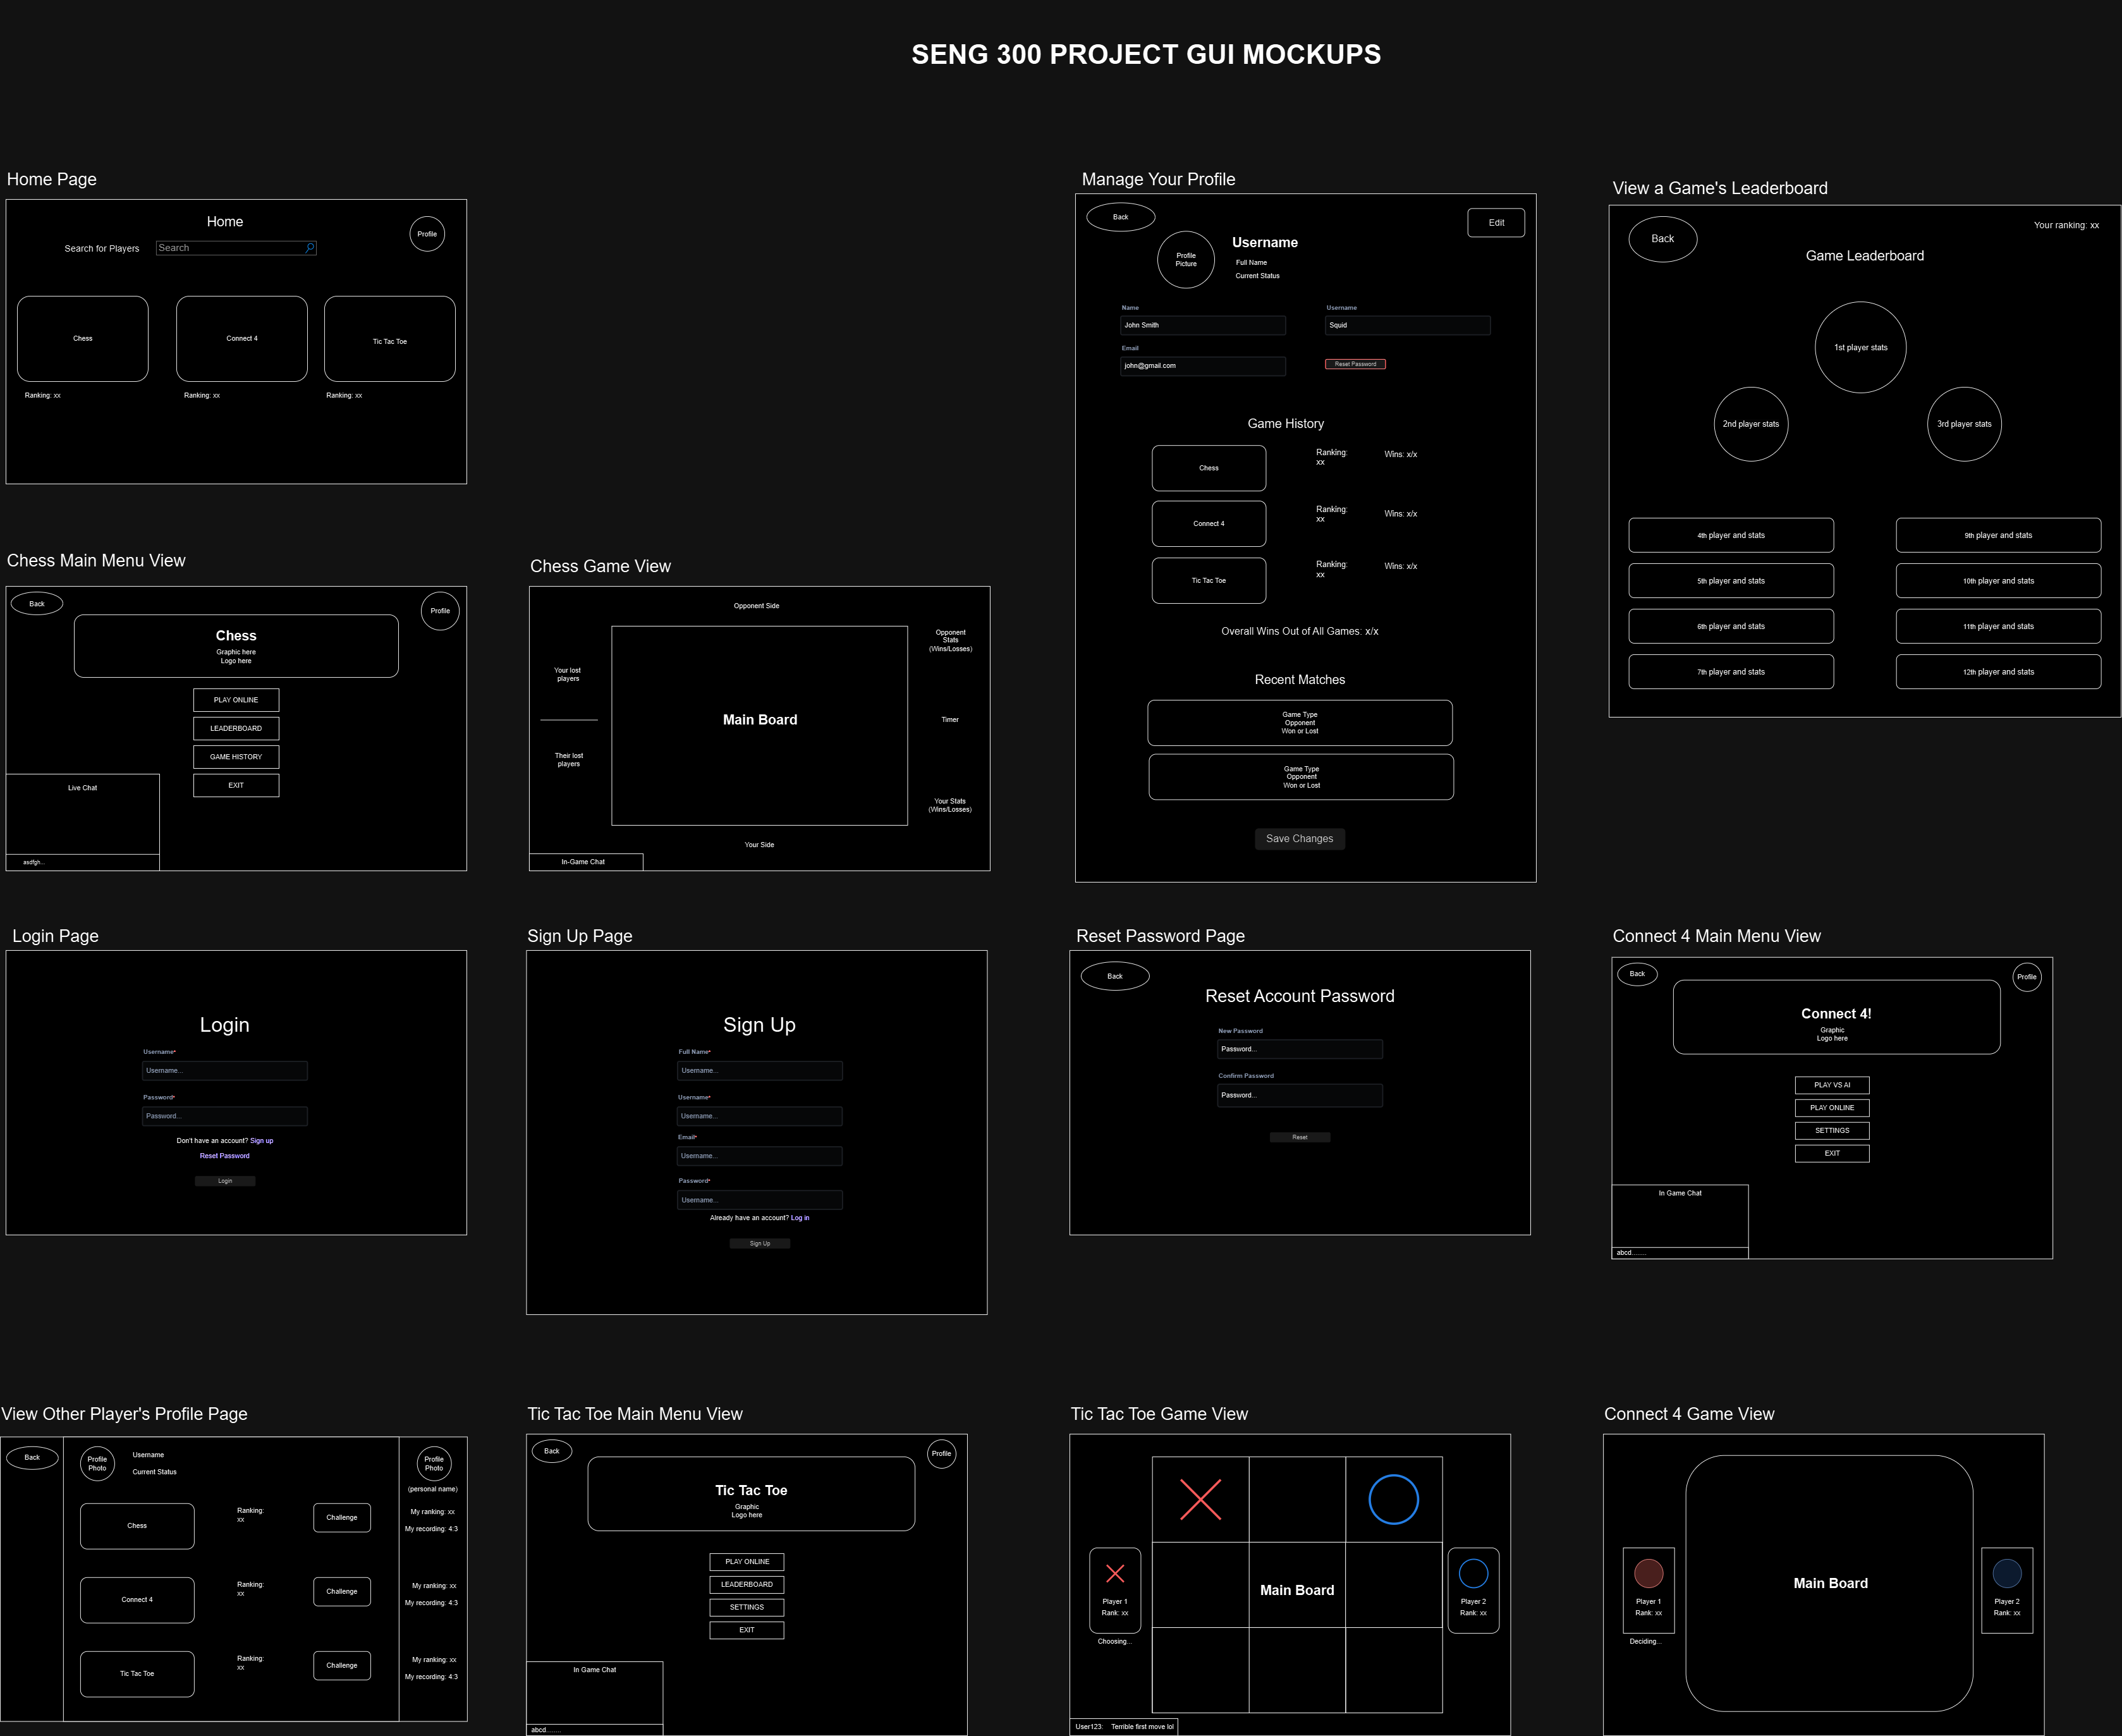 SENG 300 PROJECT GUI MOCKUPS
Home Page
Home
Profile
Search for Players
Search
Chess
Connect 4
Tic Tac Toe
Ranking: xx
Ranking: xx
Ranking: xx
Manage Your Profile
Back
Edit
Profile
Picture
Username
Full Name
Current Status
Name
Username
John Smith
Squid
Email
john@gmail.com
Reset Password
Game History
Chess
Ranking:
xx
Wins: x/x
Connect 4
Ranking:
xx
Wins: x/x
Tic Tac Toe
Ranking:
xx
Wins: x/x
Overall Wins Out of All Games: x/x
Recent Matches
Game Type
Opponent
Won or Lost
Game Type
Opponent
Won or Lost
Save Changes
View a Game's Leaderboard
Back
Your ranking: xx
Game Leaderboard
1st player stats
2nd player stats
3rd player stats
4th player and stats
9th player and stats
5th player and stats
10th player and stats
6th player and stats
11th player and stats
7th player and stats
12th player and stats
Chess Main Menu View
Back
Profile
Chess
Graphic here
Logo here
PLAY ONLINE
LEADERBOARD
GAME HISTORY
EXIT
Live Chat
asdfgh...
Chess Game View
Opponent Side
Opponent
Stats
(Wins/Losses)
Your lost
players
Main Board
Timer
Their lost
players
Your Stats
(Wins/Losses)
Your Side
In-Game Chat
Login Page
Login
Username*
Username...
Password*
Password...
Don't have an account? Sign up
Reset Password
Login
Sign Up Page
Sign Up
Full Name*
Username...
Username*
Username...
Email*
Username...
Password*
Username...
Already have an account? Log in
Sign Up
Reset Password Page
Back
Reset Account Password
New Password
Password...
Confirm Password
Password...
Reset
Connect 4 Main Menu View
Back
Profile
Connect 4!
Graphic
Logo here
PLAY VS AI
PLAY ONLINE
SETTINGS
EXIT
In Game Chat
abcd........
View Other Player's Profile Page
Back
Profile
Photo
Username
Current Status
Profile
Photo
(personal name)
Chess
Ranking:
xx
Challenge
My ranking: xx
My recording: 4:3
Connect 4
Ranking:
xx
Challenge
My ranking: xx
My recording: 4:3
Tic Tac Toe
Ranking:
xx
Challenge
My ranking: xx
My recording: 4:3
Tic Tac Toe Main Menu View
Back
Profile
Tic Tac Toe
Graphic
Logo here
PLAY ONLINE
LEADERBOARD
SETTINGS
EXIT
In Game Chat
abcd........
Tic Tac Toe Game View
Main Board
Player 1
Rank: xx
Choosing...
Player 2
Rank: xx
User123: Terrible first move lol
Connect 4 Game View
Main Board
Player 1
Rank: xx
Deciding...
Player 2
Rank: xx